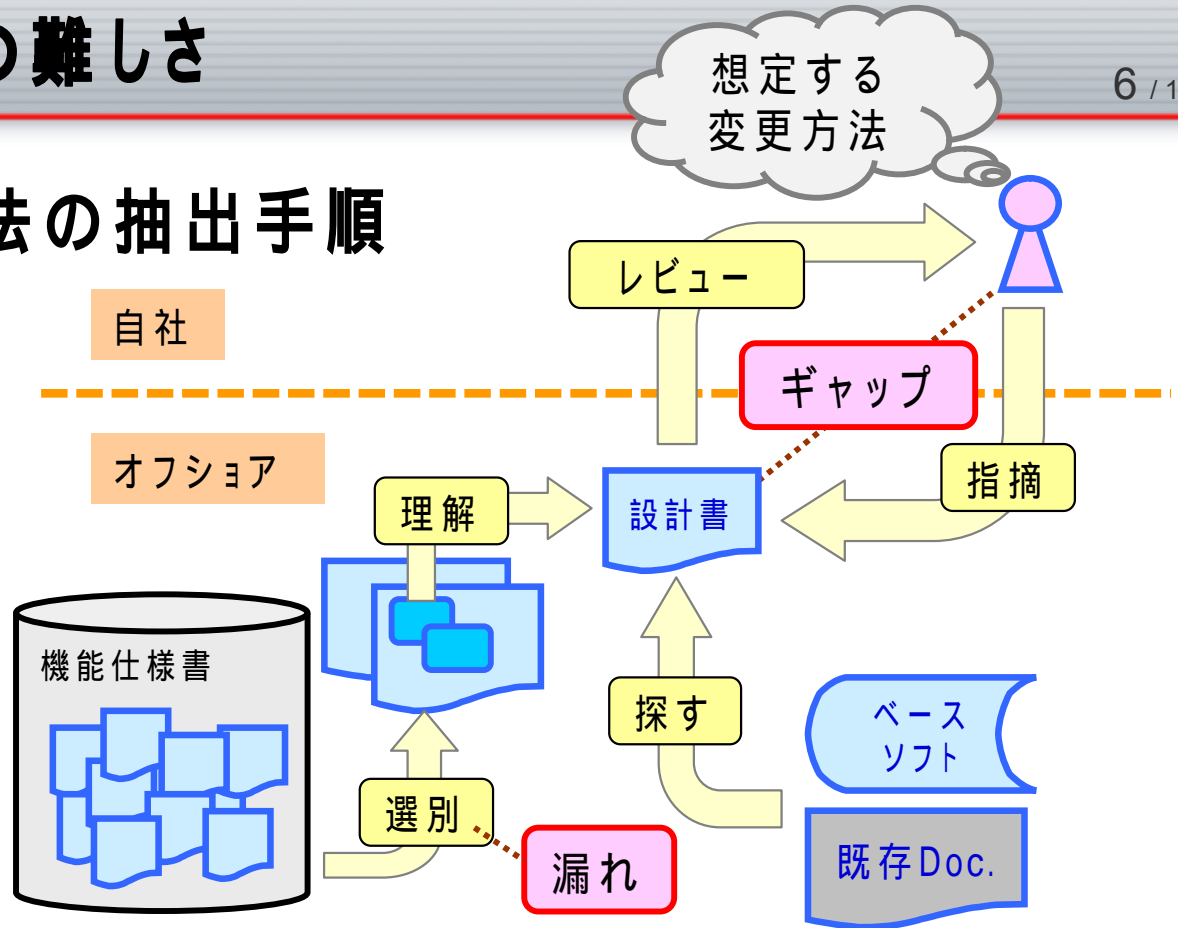 の難しさ
6 / 1
想定する
変更方法
法の抽出手順
レビュー
自社
ギャップ
オフショア
理解
設計書
指摘
機能仕様書
探す
ベース
ソフト
選別
漏れ
既存Doc.